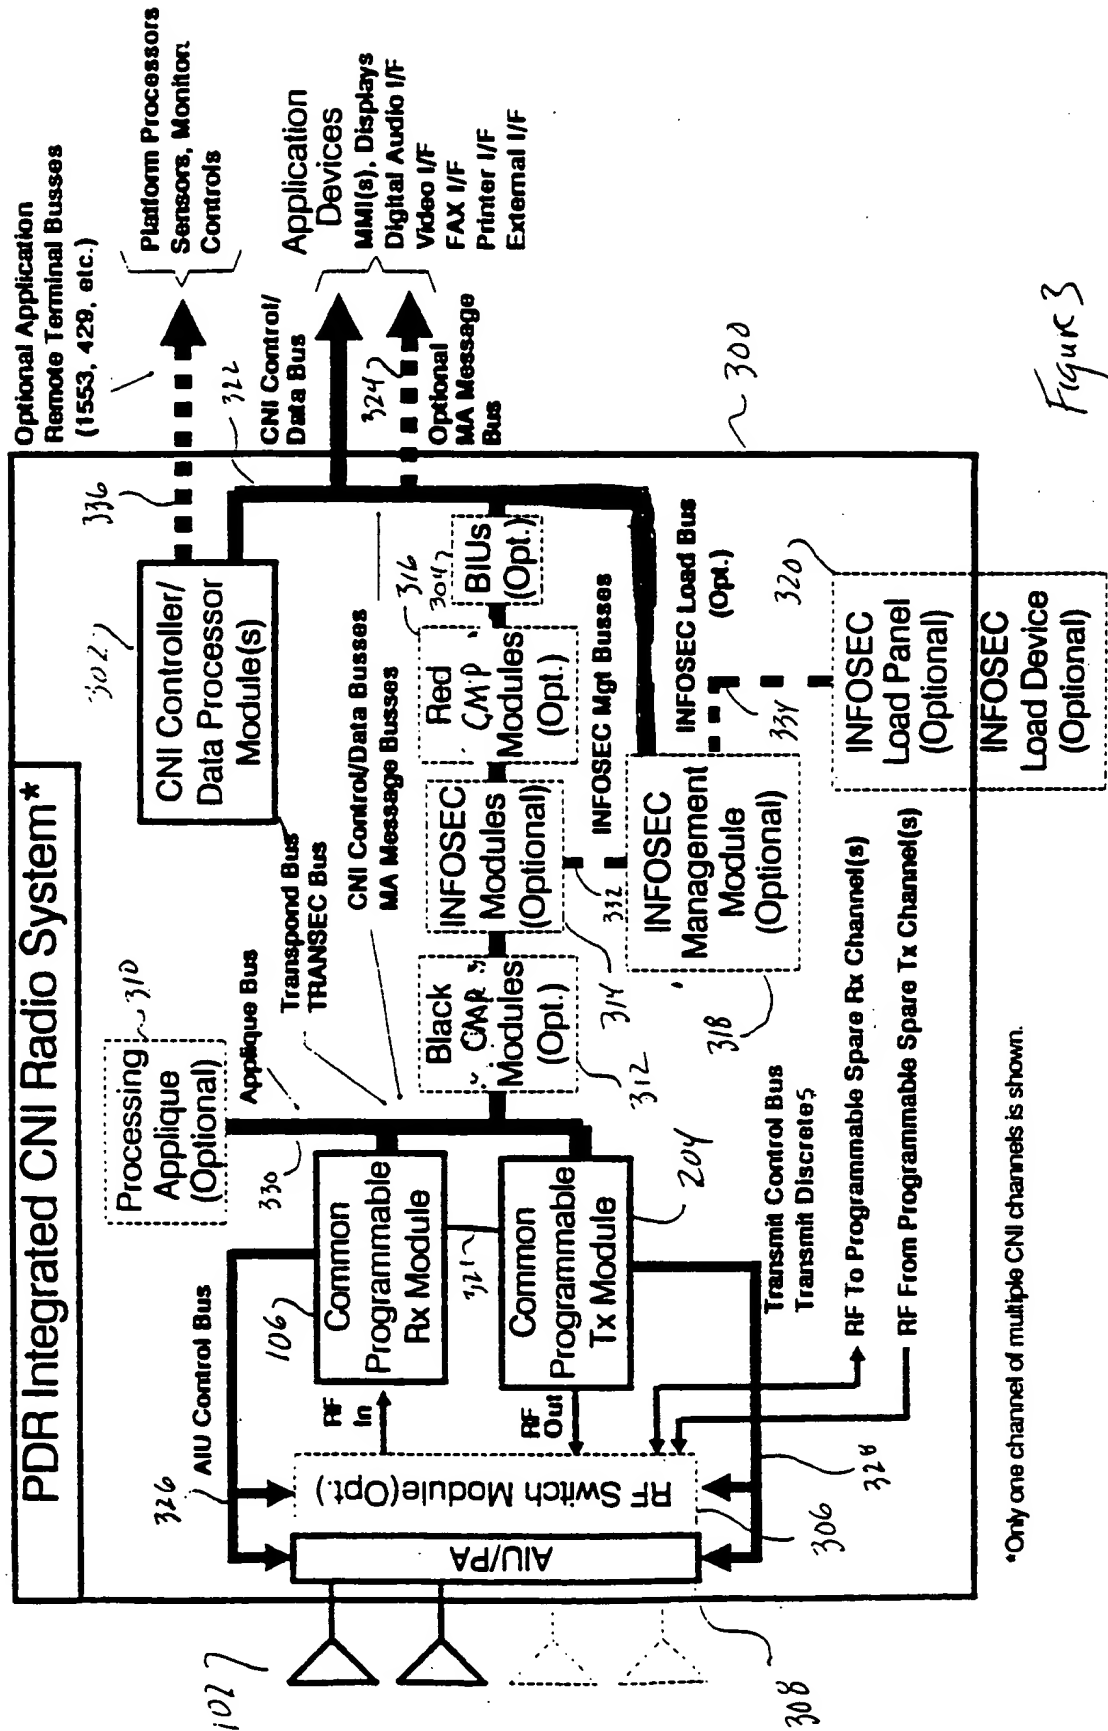 PDR Integrated CNI Radio System*
Optional Application
Remote Terminal Busses
(1553, 429, etc.)
336
Platform Processors
Sensors, Monitor
Controls
302
CNI Controller/
Data Processor
Module(s)
322
CNI Control/
Data Bus
Application
Devices
MMI(s), Displays
Digital Audio I/F
Video I/F
FAX I/F
Printer I/F
External I/F
324
Optional
MA Message
Bus
326
AIU Control Bus
Processing
Applique
(Optional)
310
Applique Bus
330
Transpond Bus
TRANSEC Bus
CNI Control/Data Busses
MA Message Busses
106
Common
Programmable
Rx Module
RF
In
321
Common
Programmable
Tx Module
RF
Out
204
Black
CMP
Modules
(Opt.)
312
INFOSEC
Modules
(Optional)
314
Red
CMP
Modules
(Opt.)
316
304
BIUs
(Opt.)
332
INFOSEC Mgt Busses
INFOSEC
Management
Module
(Optional)
318
INFOSEC Load Bus
(Opt.)
334
320
INFOSEC
Load Panel
(Optional)
INFOSEC
Load Device
(Optional)
102
AIU/PA
RF Switch Module(Opt.)
308
306
328
Transmit Control Bus
Transmit Discretes
RF To Programmable Spare Rx Channel(s)
RF From Programmable Spare Tx Channel(s)
300
*Only one channel of multiple CNI channels is shown.
Figure 3